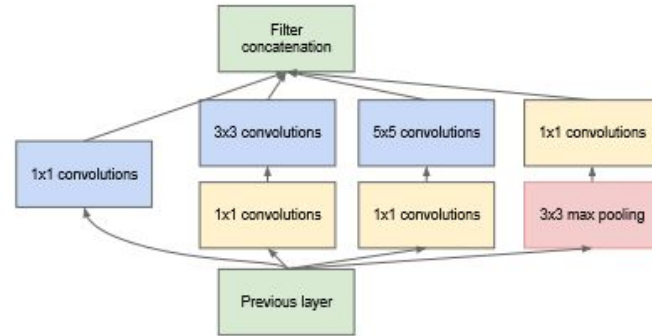 Filter
concatenation
3x3 convolutions
5x5 convolutions
1x1 convolutions
1x1 convolutions
1x1 convolutions
1x1 convolutions
3x3 max pooling
Previous layer